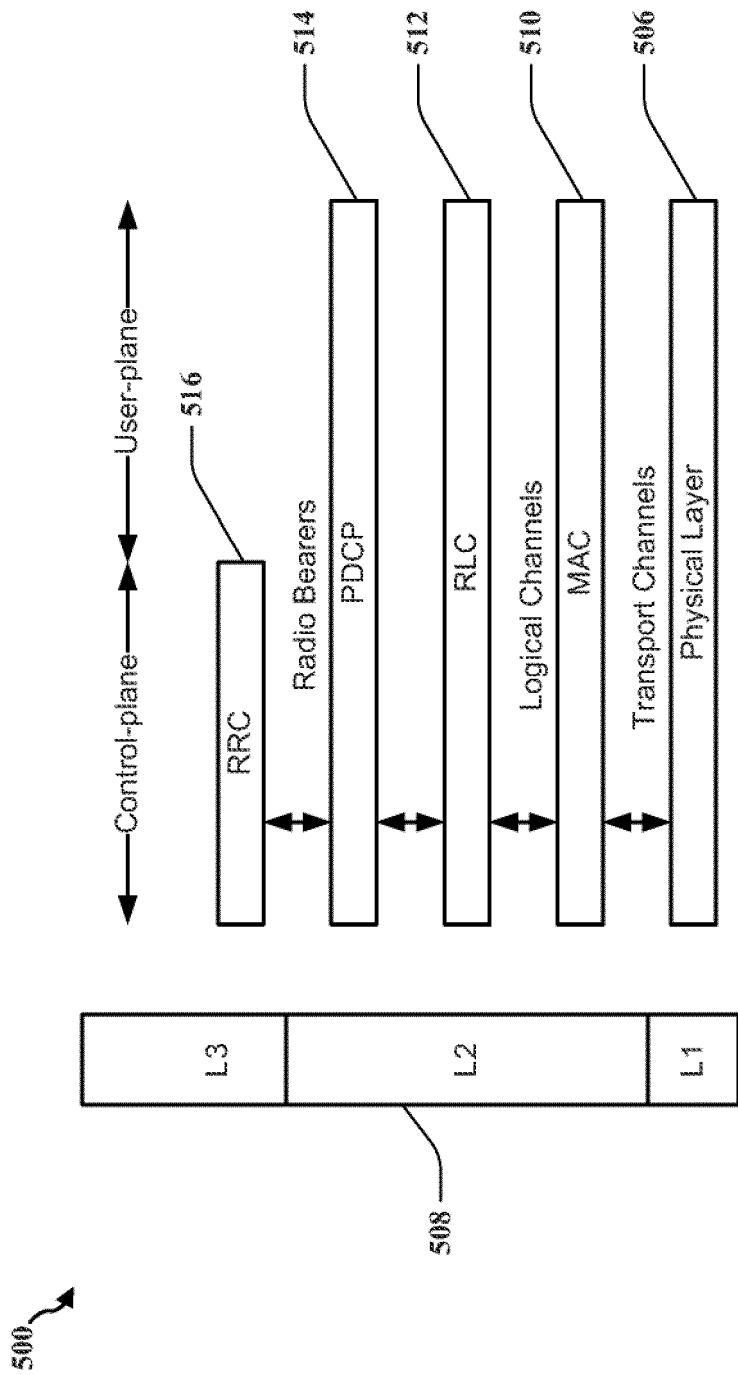 500
Control-plane
User-plane
516
L3
RRC
Radio Bearers
514
PDCP
508
L2
512
RLC
Logical Channels
510
MAC
Transport Channels
506
L1
Physical Layer